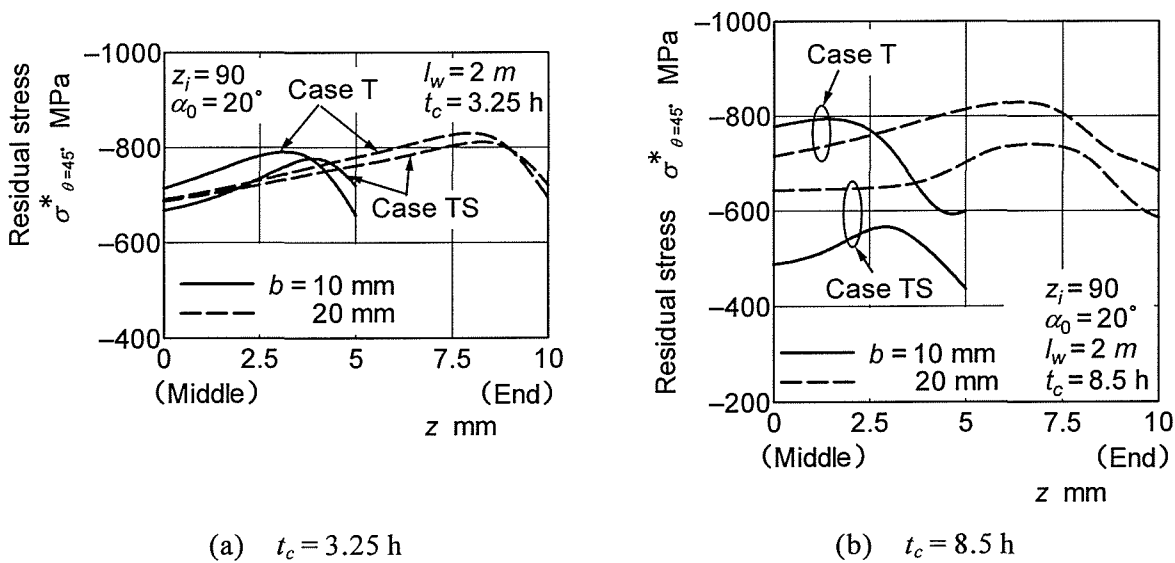 Residual stress
σ*θ=45° MPa
–1000
–800
–600
–400
zi = 90
α0 = 20°
Case T
lw = 2 m
tc = 3.25 h
Case TS
b = 10 mm
20 mm
0 2.5 5 7.5 10
(Middle) (End)
z mm
(a) tc = 3.25 h
Residual stress σ*θ=45° MPa
–1000
–800
–600
–400
–200
Case T
Case TS
zi = 90
α0 = 20°
lw = 2 m
tc = 8.5 h
b = 10 mm
20 mm
0 2.5 5 7.5 10
(Middle) (End)
z mm
(b) tc = 8.5 h